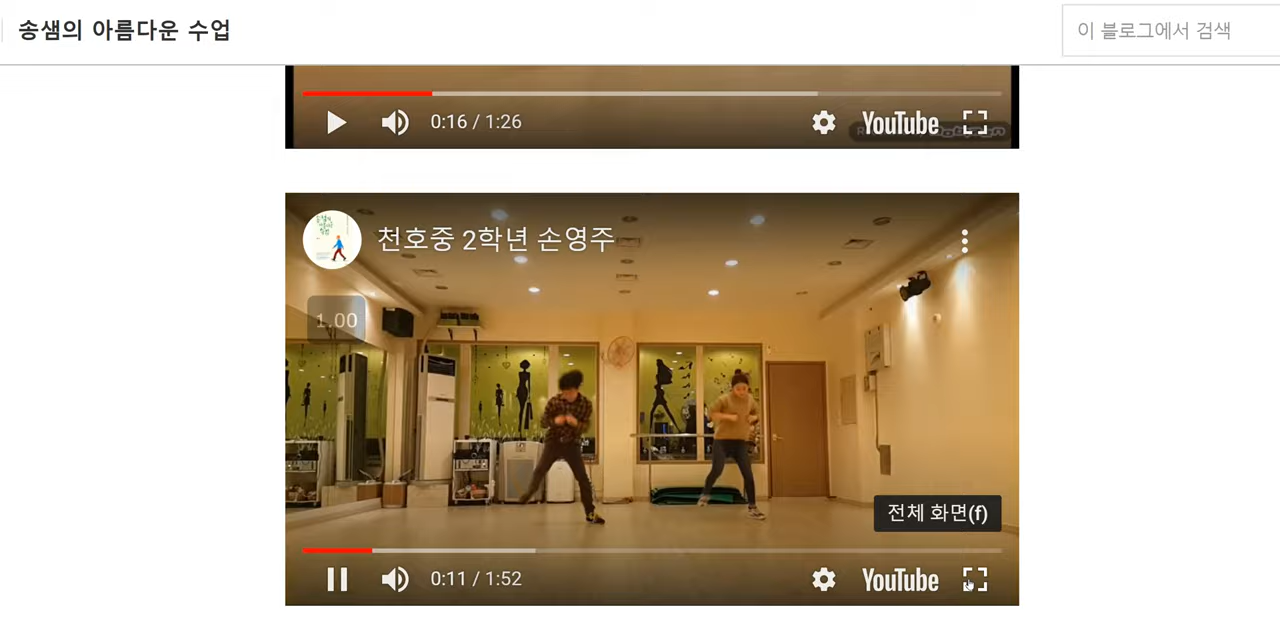 송샘의 아름다운 수업
이 블로그에서 검색
0:16 / 1:26
YouTube
천호중 2학년 손영주
1.00
전체 화면(f)
0:11 / 1:52
YouTube